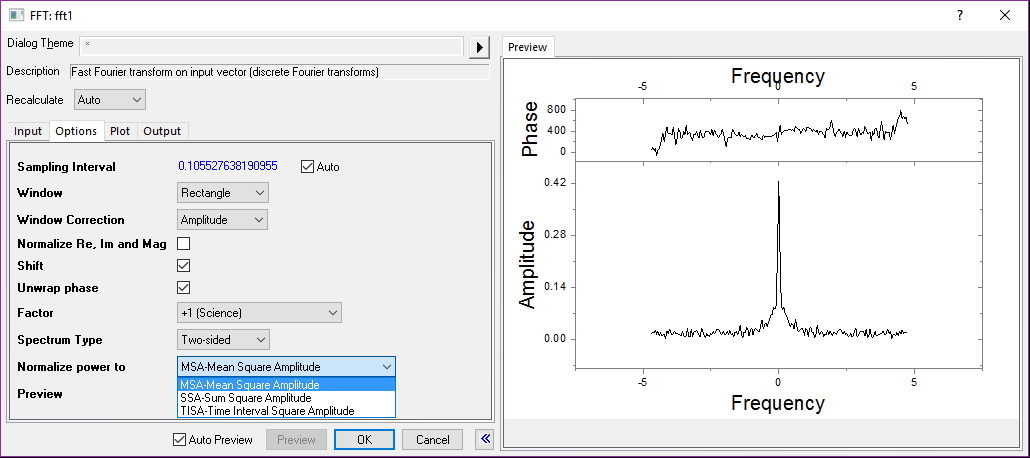 FFT: fft1
?
Dialog Theme *
Description Fast Fourier transform on input vector (discrete Fourier transforms)
Recalculate Auto
Input Options Plot Output
Sampling Interval 0.105527638190955 Auto
Window Rectangle
Window Correction Amplitude
Normalize Re, Im and Mag
Shift
Unwrap phase
Factor +1 (Science)
Spectrum Type Two-sided
Normalize power to MSA-Mean Square Amplitude
MSA-Mean Square Amplitude
Preview SSA-Sum Square Amplitude
TISA-Time Interval Square Amplitude
Auto Preview Preview OK Cancel
Preview
Frequency
-5 0 5
Phase
800
400
0
Amplitude
0.42
0.28
0.14
0.00
-5 0 5
Frequency